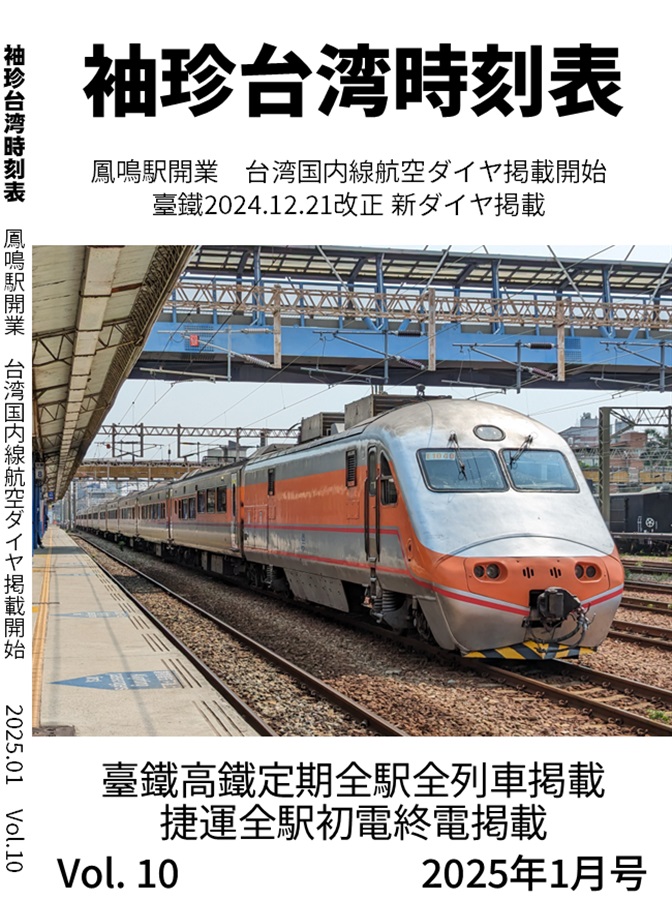 袖珍台湾時刻表
鳳鳴駅開業　台湾国内線航空ダイヤ掲載開始
臺鐵2024.12.21改正 新ダイヤ掲載
臺鐵高鐵定期全駅全列車掲載
捷運全駅初電終電掲載
Vol. 10
2025年1月号
袖珍台湾時刻表　鳳鳴駅開業　台湾国内線航空ダイヤ掲載開始　2025.01　Vol.10